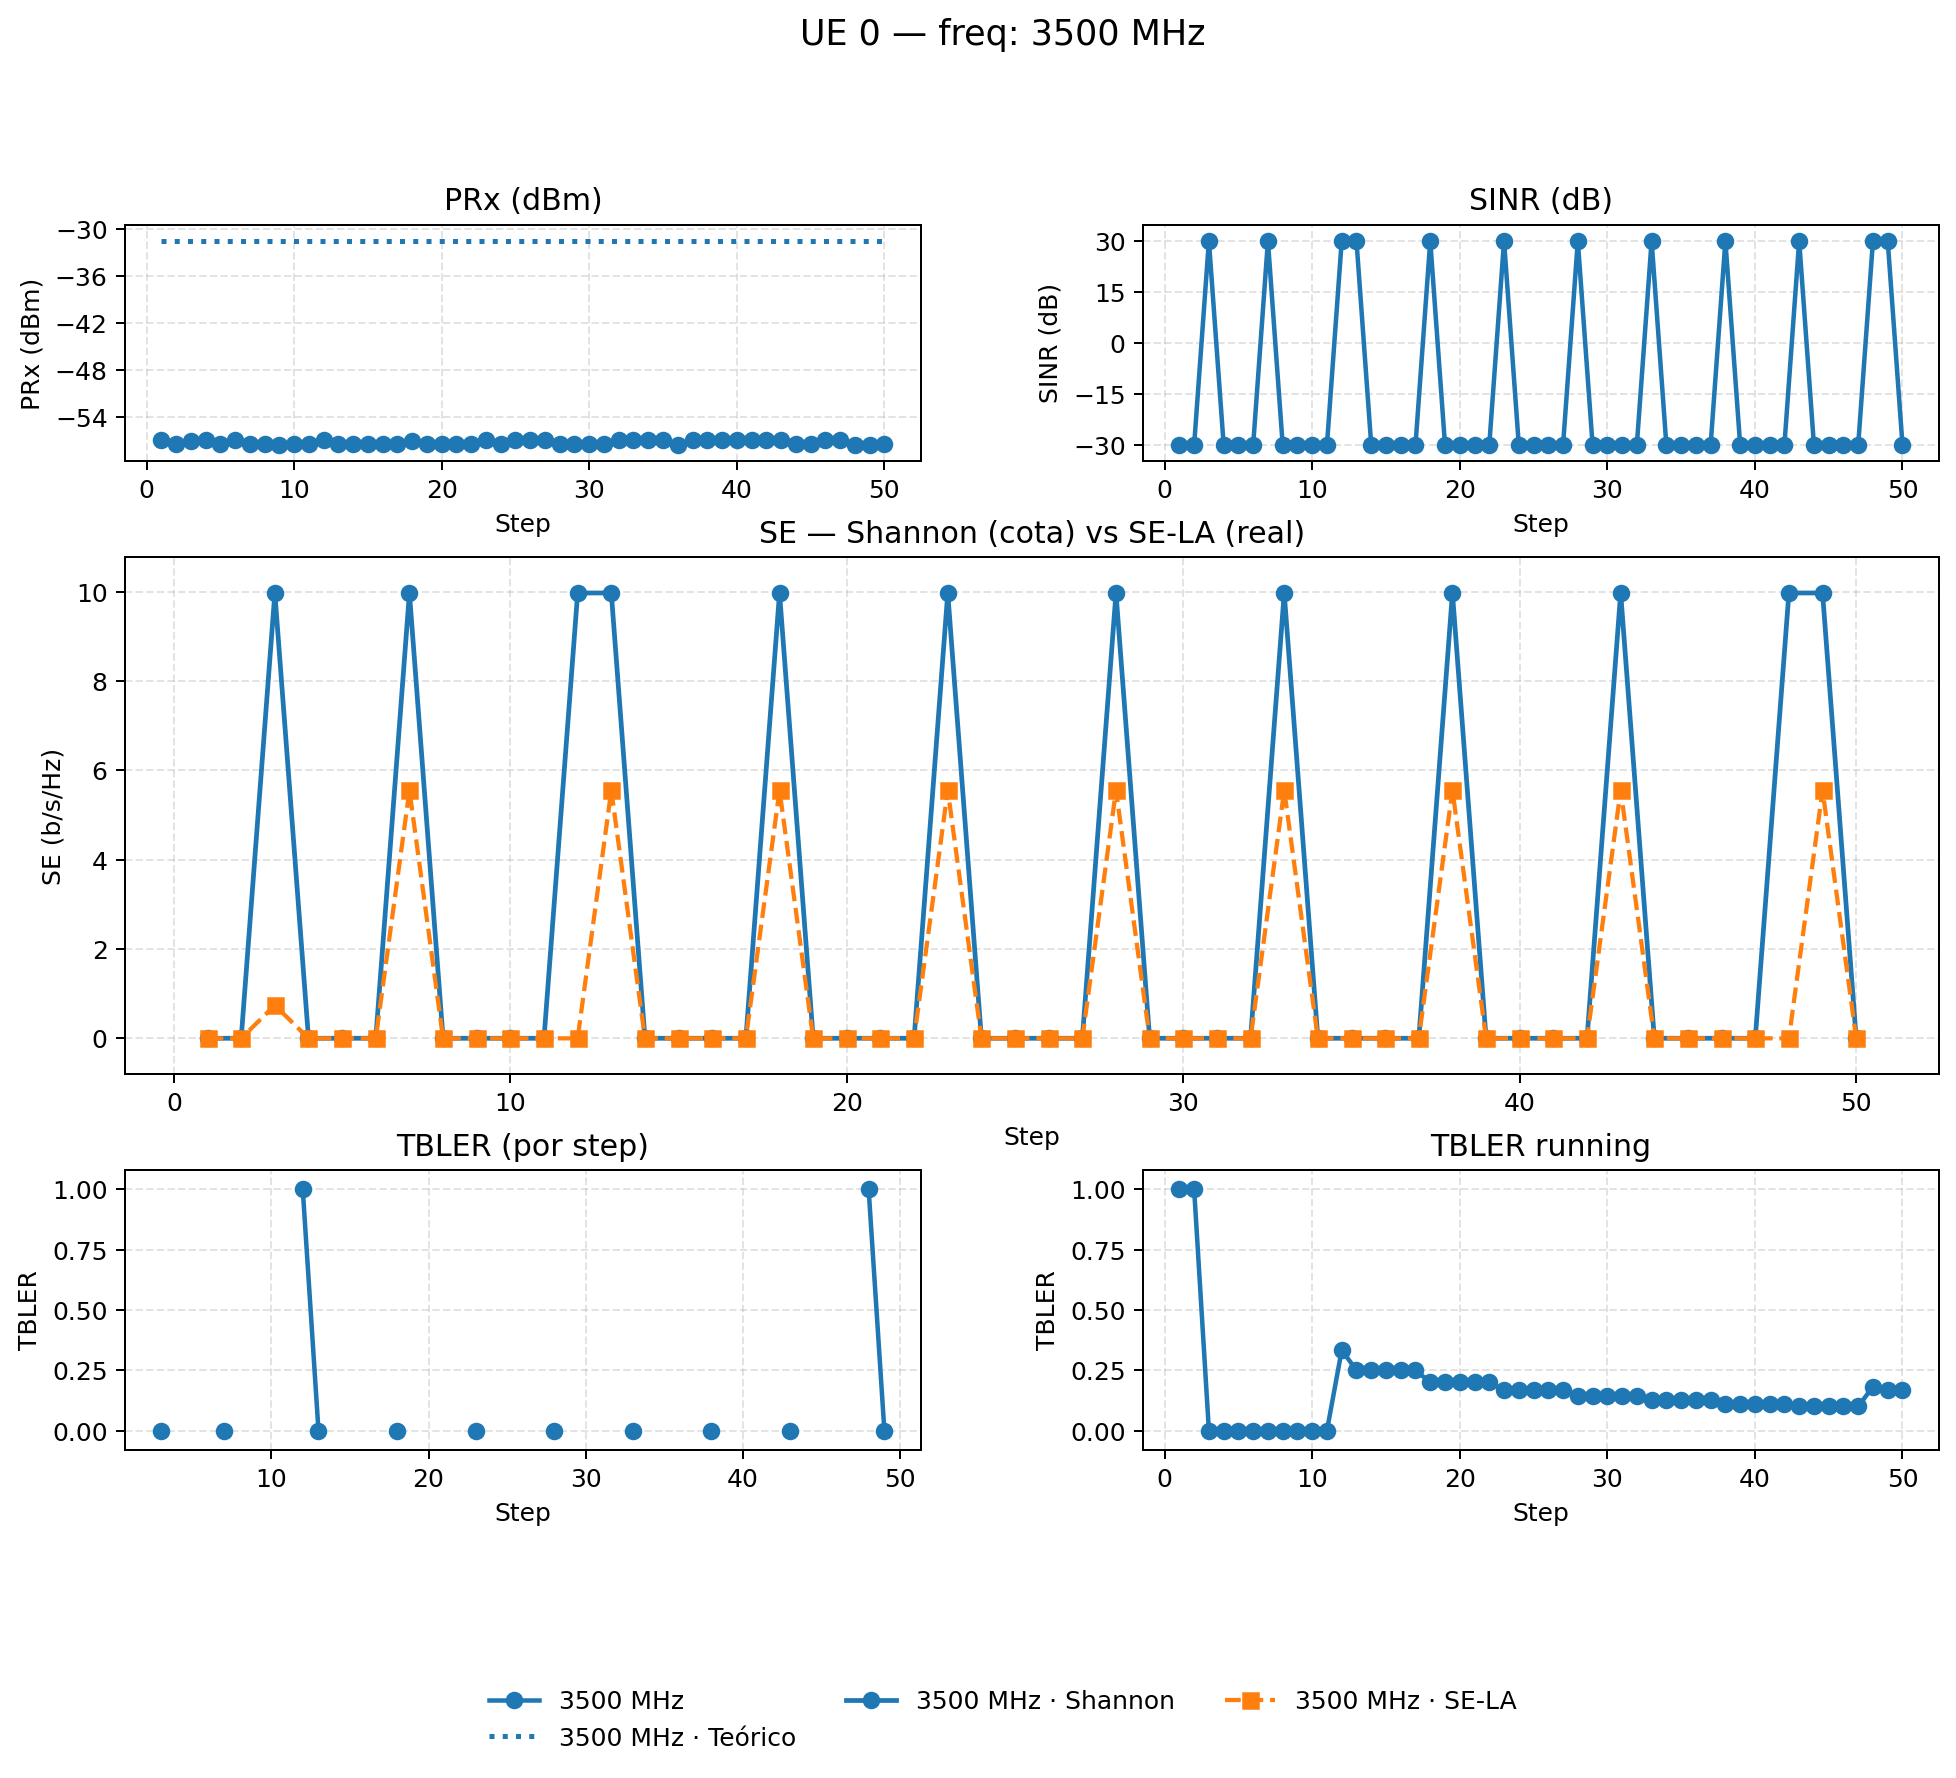 UE 0 — freq: 3500 MHz
PRx (dBm)
PRx (dBm)
−30
−36
−42
−48
−54
0 10 20 30 40 50
Step
SINR (dB)
SINR (dB)
30
15
0
−15
−30
0 10 20 30 40 50
Step
SE — Shannon (cota) vs SE-LA (real)
SE (b/s/Hz)
10
8
6
4
2
0
0 10 20 30 40 50
Step
TBLER (por step)
TBLER
1.00
0.75
0.50
0.25
0.00
10 20 30 40 50
Step
TBLER running
TBLER
1.00
0.75
0.50
0.25
0.00
0 10 20 30 40 50
Step
3500 MHz
3500 MHz · Teórico
3500 MHz · Shannon
3500 MHz · SE-LA